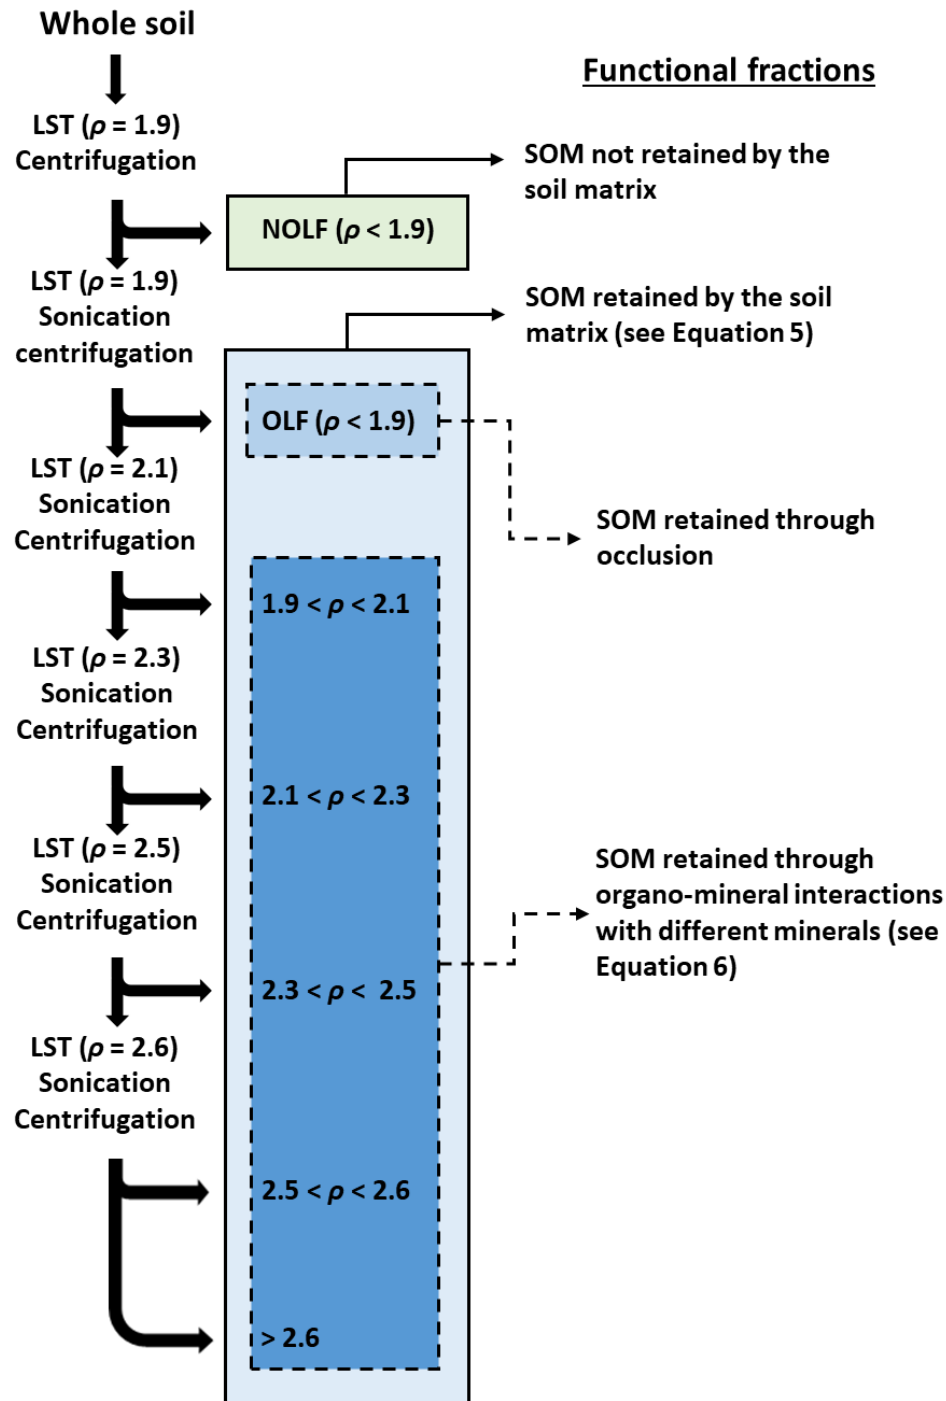 Whole soil
Functional fractions
LST (ρ = 1.9)
Centrifugation
SOM not retained by the
soil matrix
NOLF (ρ < 1.9)
LST (ρ = 1.9)
Sonication
centrifugation
SOM retained by the soil
matrix (see Equation 5)
OLF (ρ < 1.9)
LST (ρ = 2.1)
Sonication
Centrifugation
SOM retained through
occlusion
1.9 < ρ < 2.1
LST (ρ = 2.3)
Sonication
Centrifugation
2.1 < ρ < 2.3
LST (ρ = 2.5)
Sonication
Centrifugation
SOM retained through
organo-mineral interactions
with different minerals (see
Equation 6)
2.3 < ρ < 2.5
LST (ρ = 2.6)
Sonication
Centrifugation
2.5 < ρ < 2.6
> 2.6